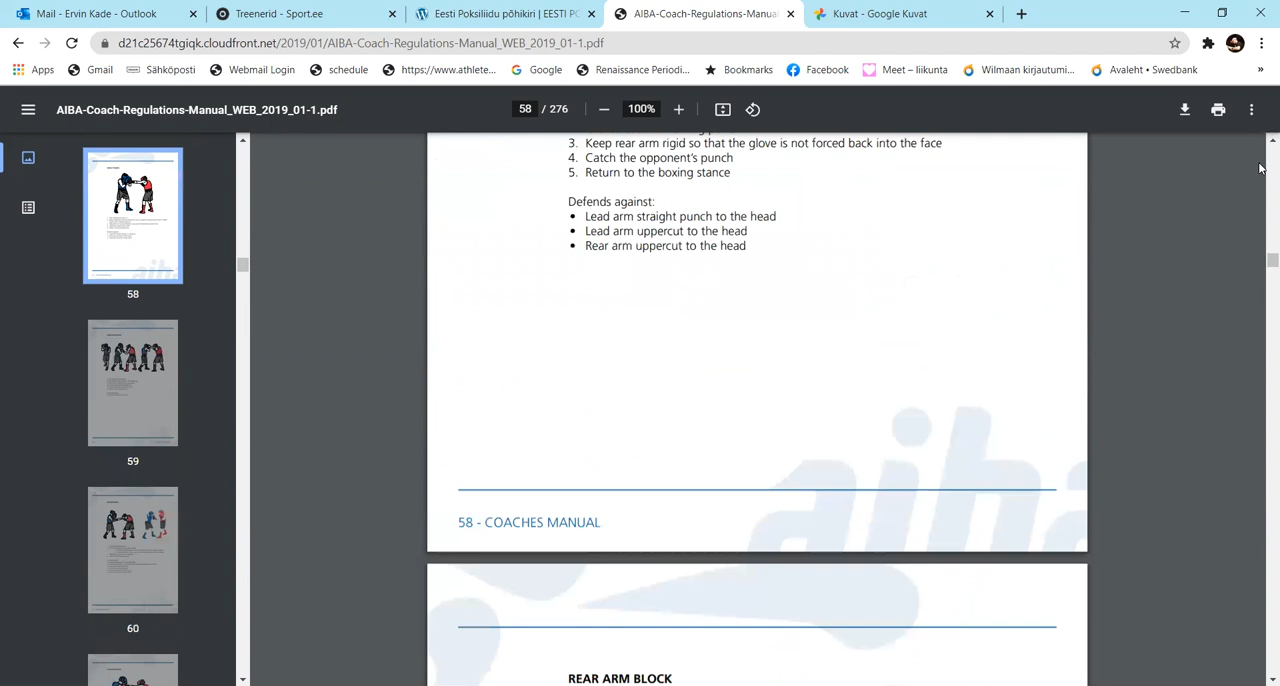 Mail - Ervin Kade - Outlook
Treenerid - Sport.ee
Eesti Poksiliidu põhikiri | EESTI PO
AIBA-Coach-Regulations-Manual
Kuvat - Google Kuvat
d21c25674tgiqk.cloudfront.net/2019/01/AIBA-Coach-Regulations-Manual_WEB_2019_01-1.pdf
Apps
Gmail
Sähköposti
Webmail Login
schedule
https://www.athlete...
Google
Renaissance Periodi...
Bookmarks
Facebook
Meet – liikunta
Wilmaan kirjautumi...
Avaleht • Swedbank
»
AIBA-Coach-Regulations-Manual_WEB_2019_01-1.pdf
58 / 276
100%
58
59
60
3. Keep rear arm rigid so that the glove is not forced back into the face
4. Catch the opponent's punch
5. Return to the boxing stance
Defends against:
• Lead arm straight punch to the head
• Lead arm uppercut to the head
• Rear arm uppercut to the head
aiba
58 - COACHES MANUAL
REAR ARM BLOCK